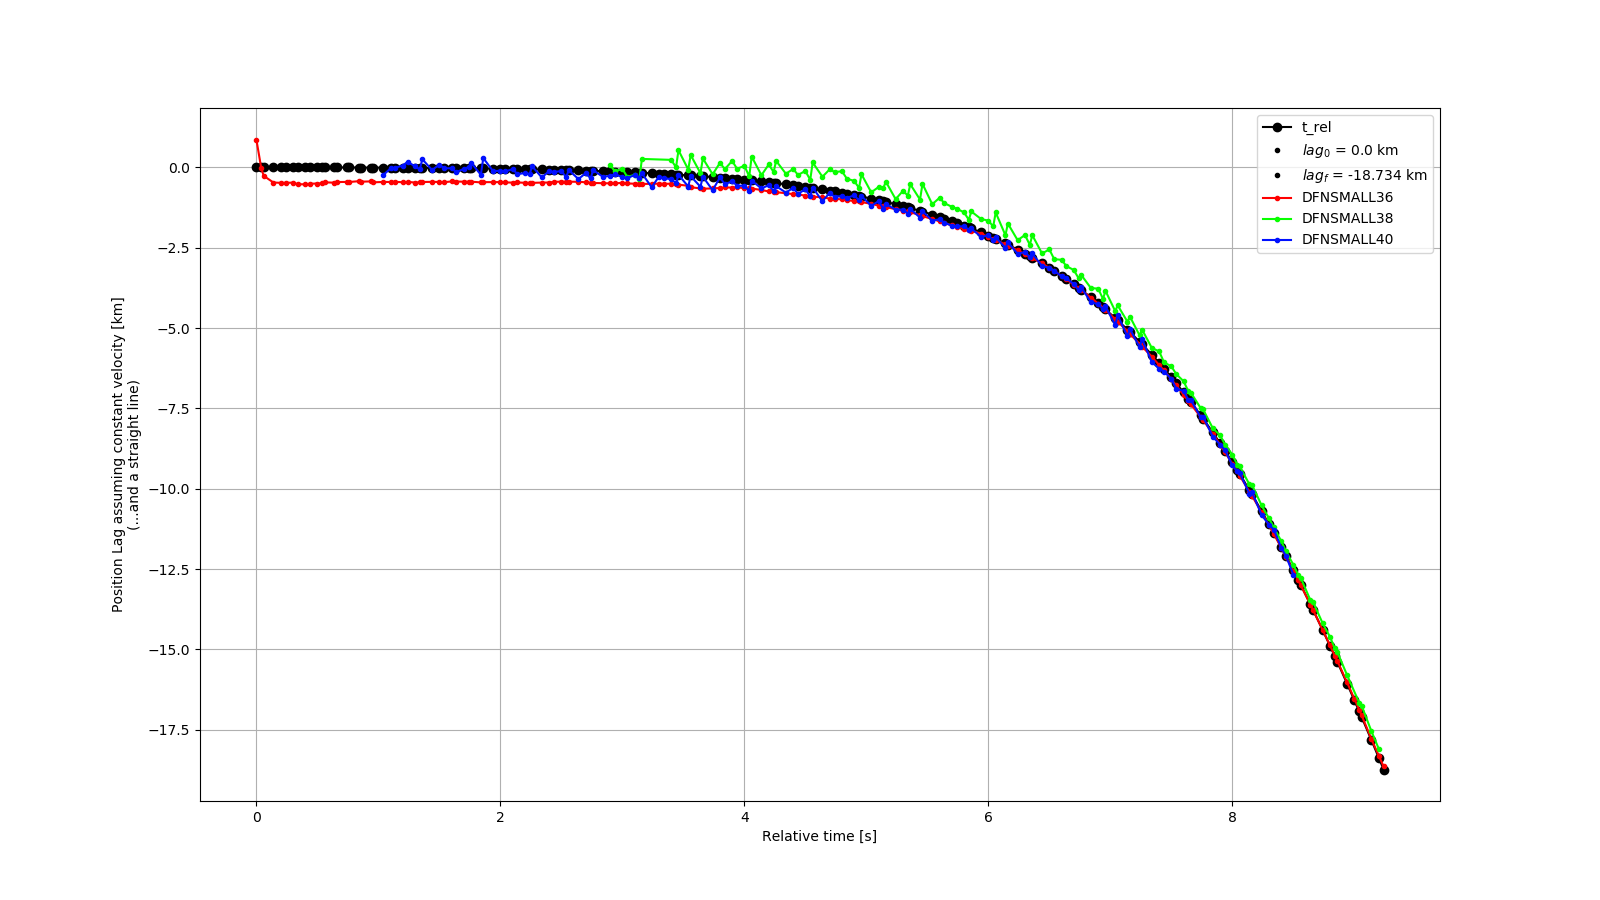 t_rel
lag0 = 0.0 km
lagf = -18.734 km
DFNSMALL36
DFNSMALL38
DFNSMALL40
Position Lag assuming constant velocity [km]
(...and a straight line)
0.0
−2.5
−5.0
−7.5
−10.0
−12.5
−15.0
−17.5
0 2 4 6 8
Relative time [s]